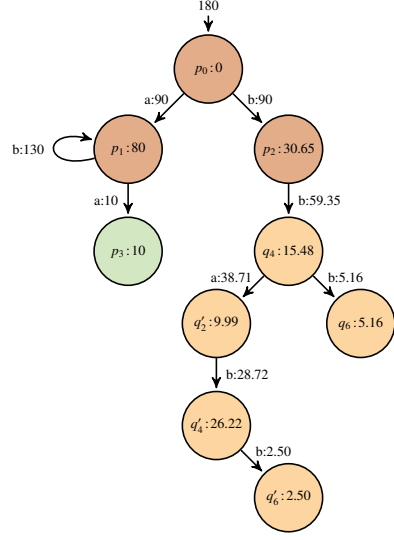 180
p₀:0
a:90
b:90
b:130
p₁:80
p₂:30.65
a:10
b:59.35
p₃:10
q₄:15.48
a:38.71
b:5.16
q′₂:9.99
q₆:5.16
b:28.72
q′₄:26.22
b:2.50
q′₆:2.50